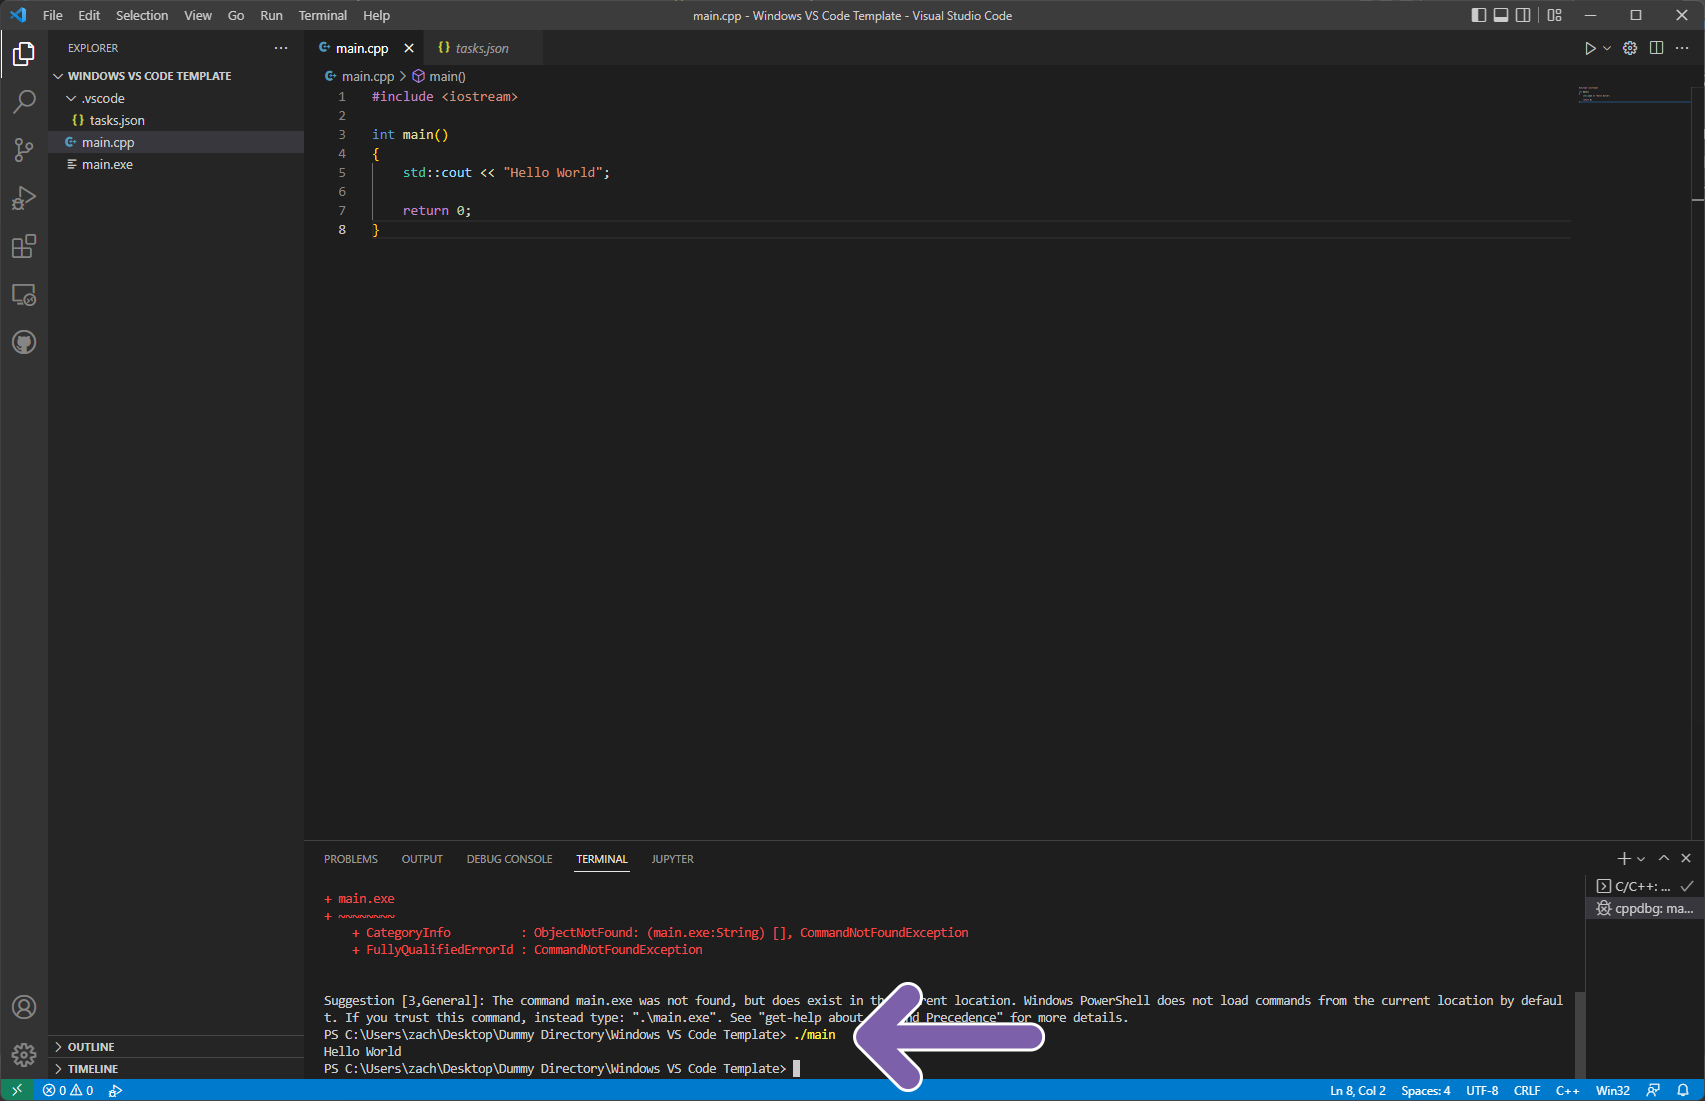 File Edit Selection View Go Run Terminal Help
main.cpp - Windows VS Code Template - Visual Studio Code
EXPLORER
WINDOWS VS CODE TEMPLATE
.vscode
{} tasks.json
main.cpp
main.exe
OUTLINE
TIMELINE
main.cpp
{} tasks.json
main.cpp > main()
1 #include <iostream>
2
3 int main()
4 {
5 std::cout << "Hello World";
6
7 return 0;
8 }
PROBLEMS OUTPUT DEBUG CONSOLE TERMINAL JUPYTER
+ main.exe
+ ~~~~~~~~
+ CategoryInfo : ObjectNotFound: (main.exe:String) [], CommandNotFoundException
+ FullyQualifiedErrorId : CommandNotFoundException
Suggestion [3,General]: The command main.exe was not found, but does exist in rent location. Windows PowerShell does not load commands from the current location by defaul
t. If you trust this command, instead type: ".\main.exe". See "get-help about Precedence" for more details.
PS C:\Users\zach\Desktop\Dummy Directory\Windows VS Code Template> ./main
Hello World
PS C:\Users\zach\Desktop\Dummy Directory\Windows VS Code Template>
C/C++: ...
cppdbg: ma...
0 0
Ln 8, Col 2 Spaces: 4 UTF-8 CRLF C++ Win32